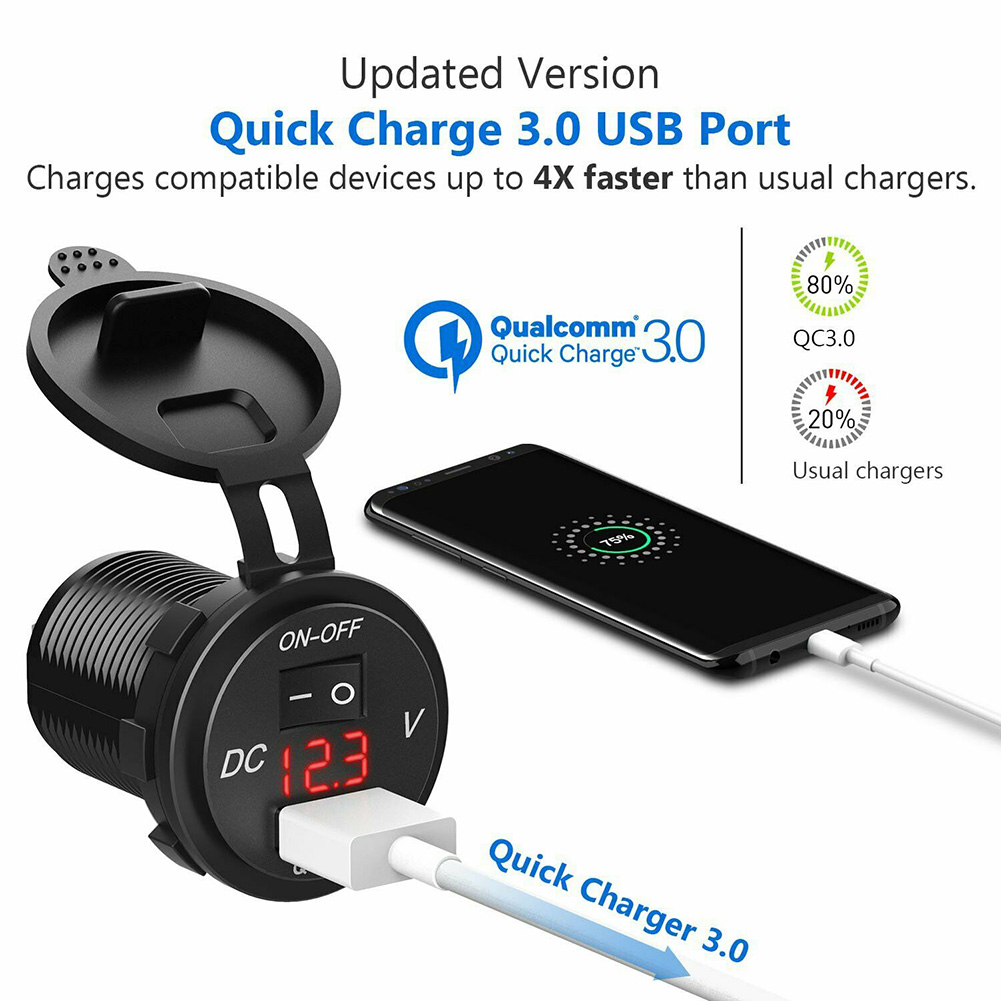 Updated Version
Quick Charge 3.0 USB Port
Charges compatible devices up to 4X faster than usual chargers.
Qualcomm® 3.0
Quick Charge™
80%
QC3.0
20%
Usual chargers
75%
ON-OFF
— O
DC 12.3 V
Quick Charger 3.0